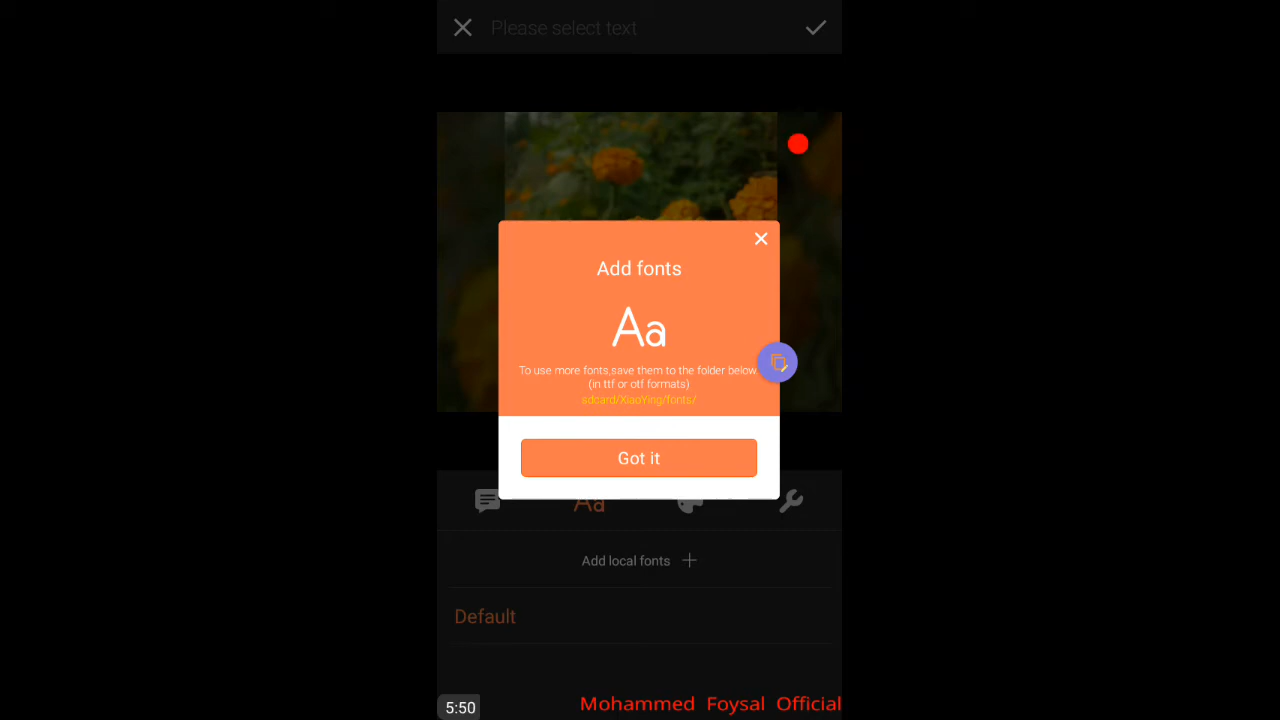 Please select text
Add fonts
Aa
To use more fonts,save them to the folder below,
(in ttf or otf formats)
sdcard/XiaoYing/fonts/
Got it
Aa
Add local fonts +
Default
5:50
Mohammed Foysal Official